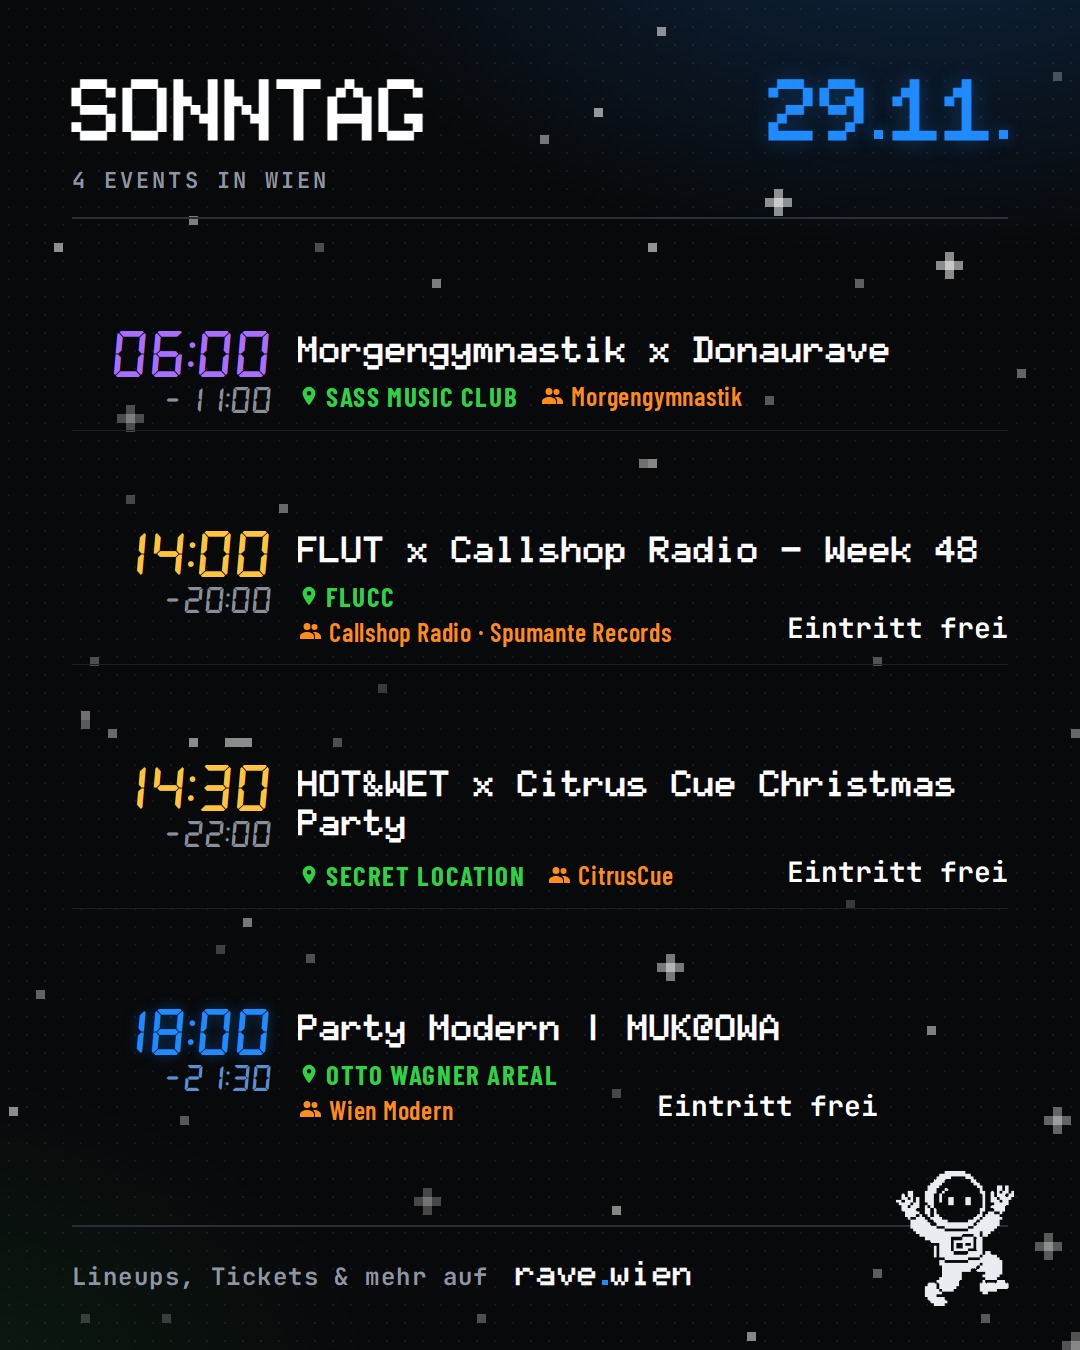 SONNTAG 29.11.
4 EVENTS IN WIEN
06:00 Morgengymnastik x Donaurave
-11:00 SASS MUSIC CLUB Morgengymnastik
14:00 FLUT x Callshop Radio - Week 48
-20:00 FLUCC
Callshop Radio · Spumante Records Eintritt frei
14:30 HOT&WET x Citrus Cue Christmas
-22:00 Party
SECRET LOCATION CitrusCue Eintritt frei
18:00 Party Modern | MUK@OWA
-21:30 OTTO WAGNER AREAL
Wien Modern Eintritt frei
Lineups, Tickets & mehr auf rave.wien